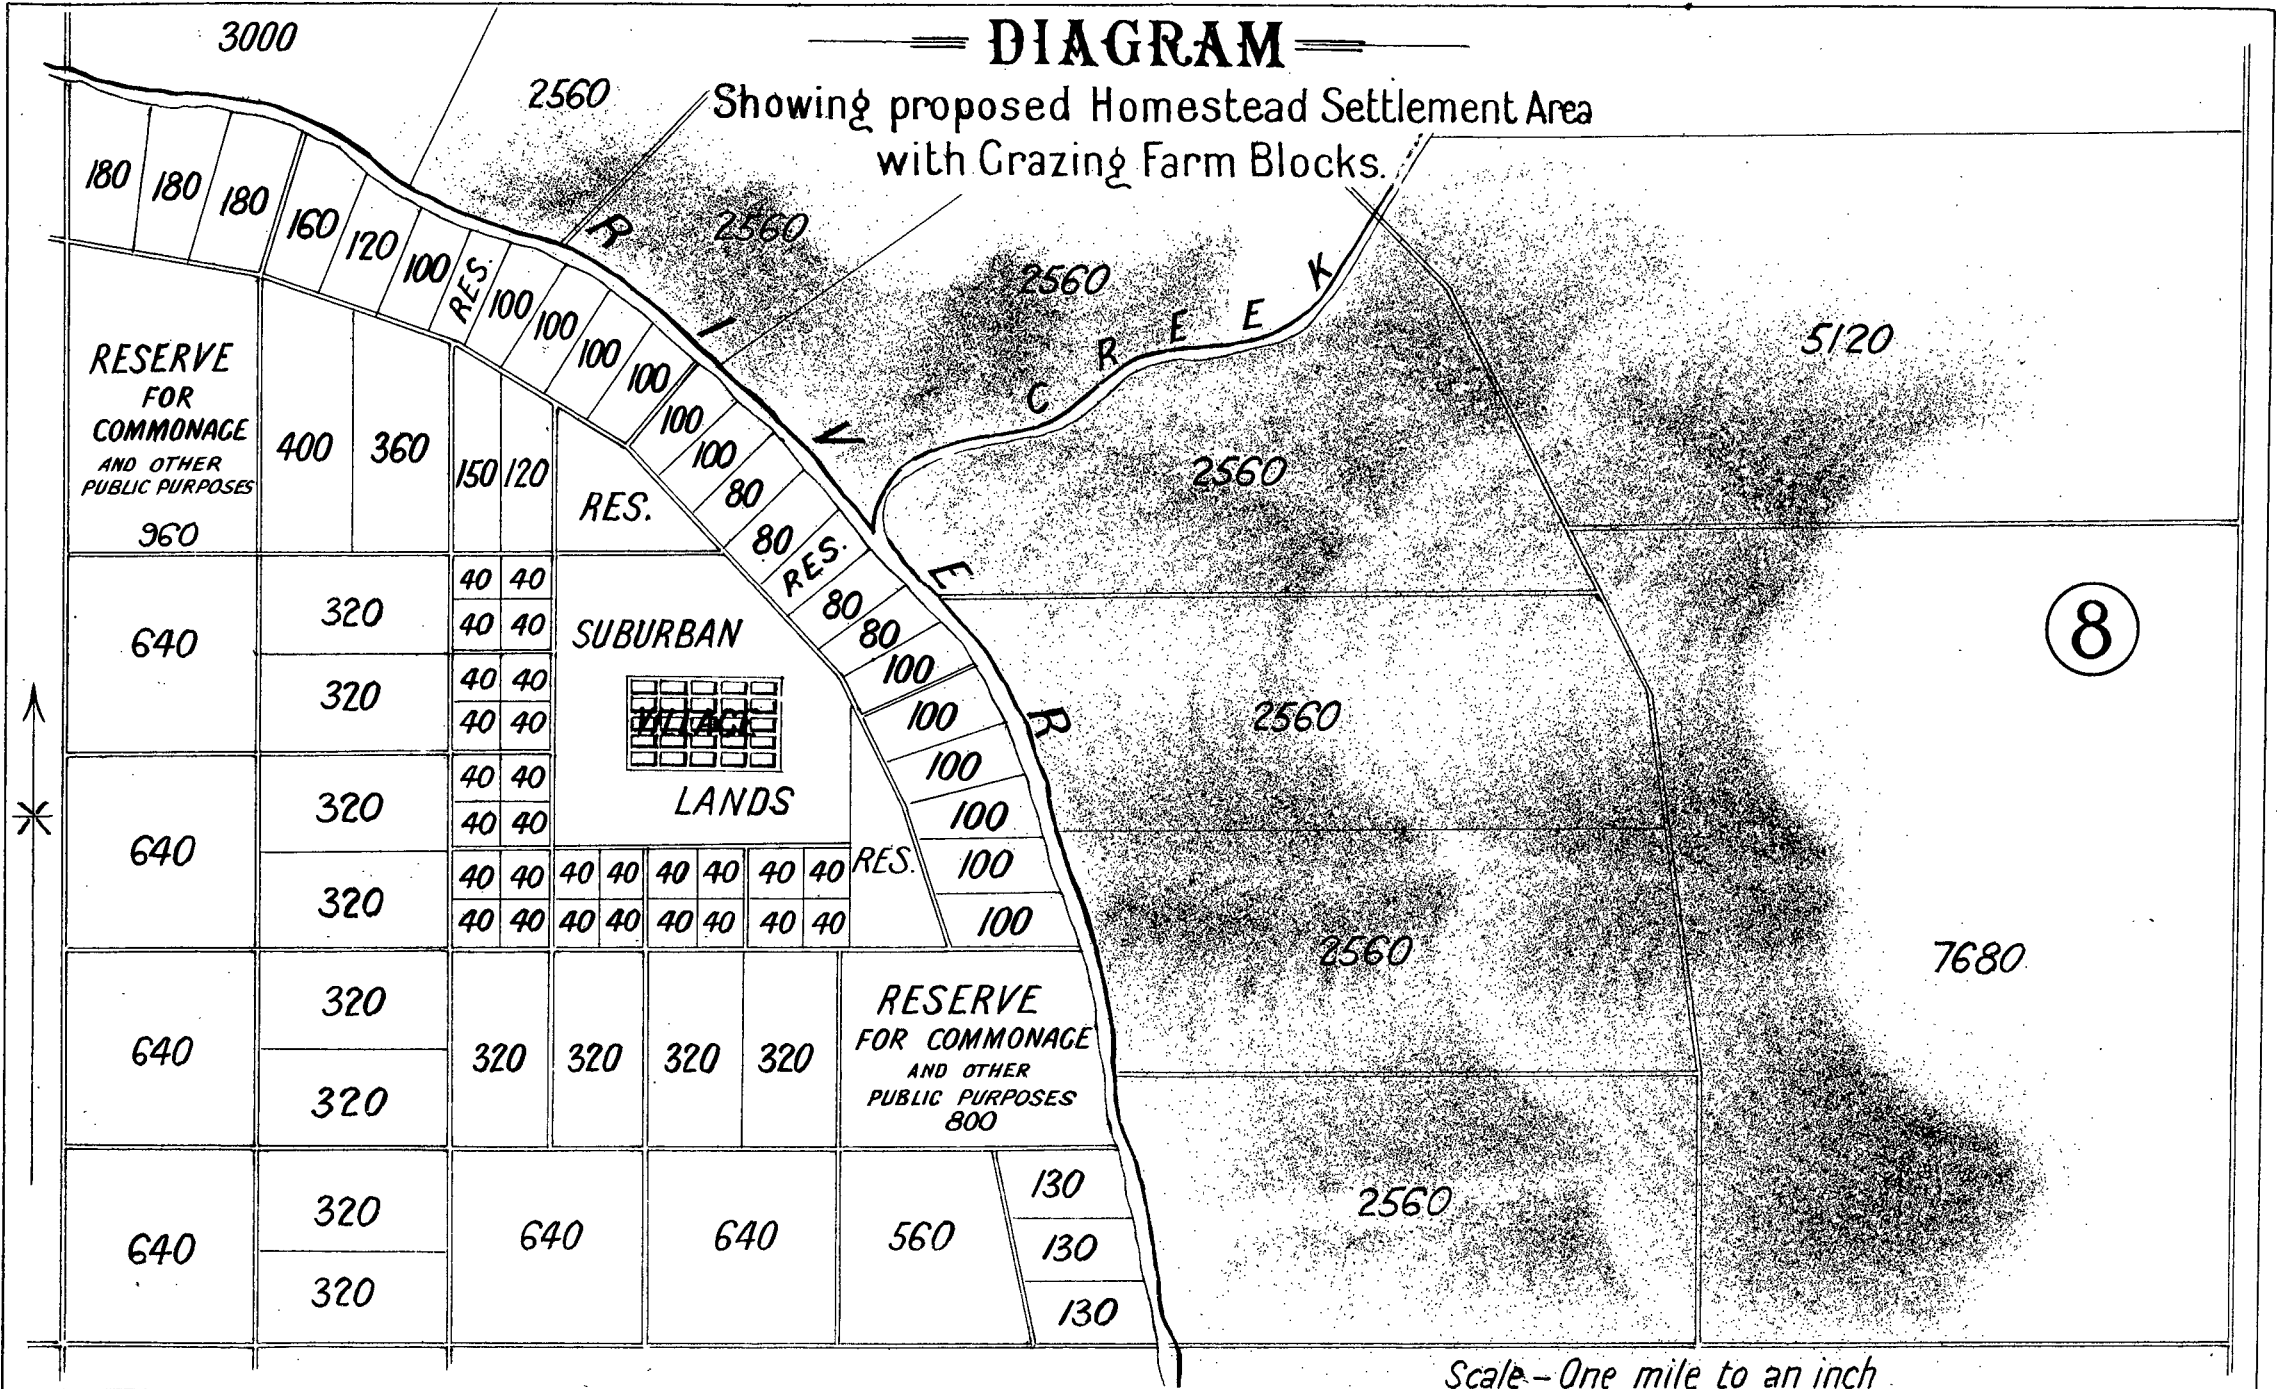 DIAGRAM
Showing proposed Homestead Settlement Area
with Grazing Farm Blocks.
3000
2560
2560
2560
5120
2560
2560
2560
2560
7680
8
RIVER
CREEK
180
180
180
160
120
100
RES.
100
100
100
100
100
100
80
80
RES.
80
80
100
100
100
100
100
100
RESERVE
FOR
COMMONAGE
AND OTHER
PUBLIC PURPOSES
960
400
360
150 120
RES.
640
320
320
40 40
40 40
40 40
40 40
SUBURBAN
VILLAGE
LANDS
640
320
320
40 40
40 40
40 40 40 40 40 40 40 40
40 40 40 40 40 40 40 40
RES.
640
320
320
320 320 320 320
RESERVE
FOR COMMONAGE
AND OTHER
PUBLIC PURPOSES
800
640
320
320
640
640
560
130
130
130
Scale – One mile to an inch